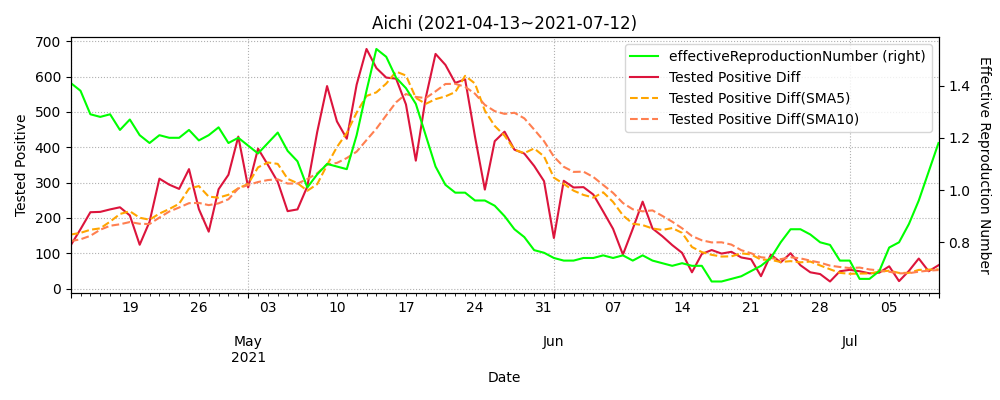 Aichi (2021-04-13~2021-07-12)
effectiveReproductionNumber (right)
Tested Positive Diff
Tested Positive Diff(SMA5)
Tested Positive Diff(SMA10)
Tested Positive
700
600
500
400
300
200
100
0
1.4
1.2
1.0
0.8
Effective Reproduction Number
19 26 03 10 17 24 31 07 14 21 28 05
May Jun Jul
2021
Date